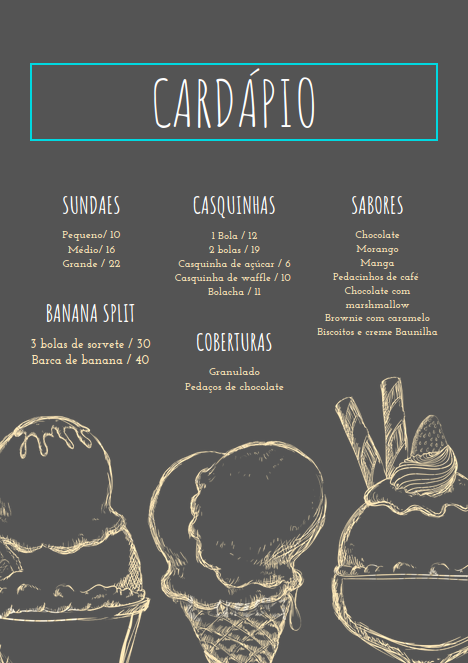 CARDÁPIO
SUNDAES
Pequeno/ 10
Médio/ 16
Grande / 22
BANANA SPLIT
3 bolas de sorvete / 30
Barca de banana / 40
CASQUINHAS
1 Bola / 12
2 bolas / 19
Casquinha de açúcar / 6
Casquinha de waffle / 10
Bolacha / 11
COBERTURAS
Granulado
Pedaços de chocolate
SABORES
Chocolate
Morango
Manga
Pedacinhos de café
Chocolate com
marshmallow
Brownie com caramelo
Biscoitos e creme Baunilha